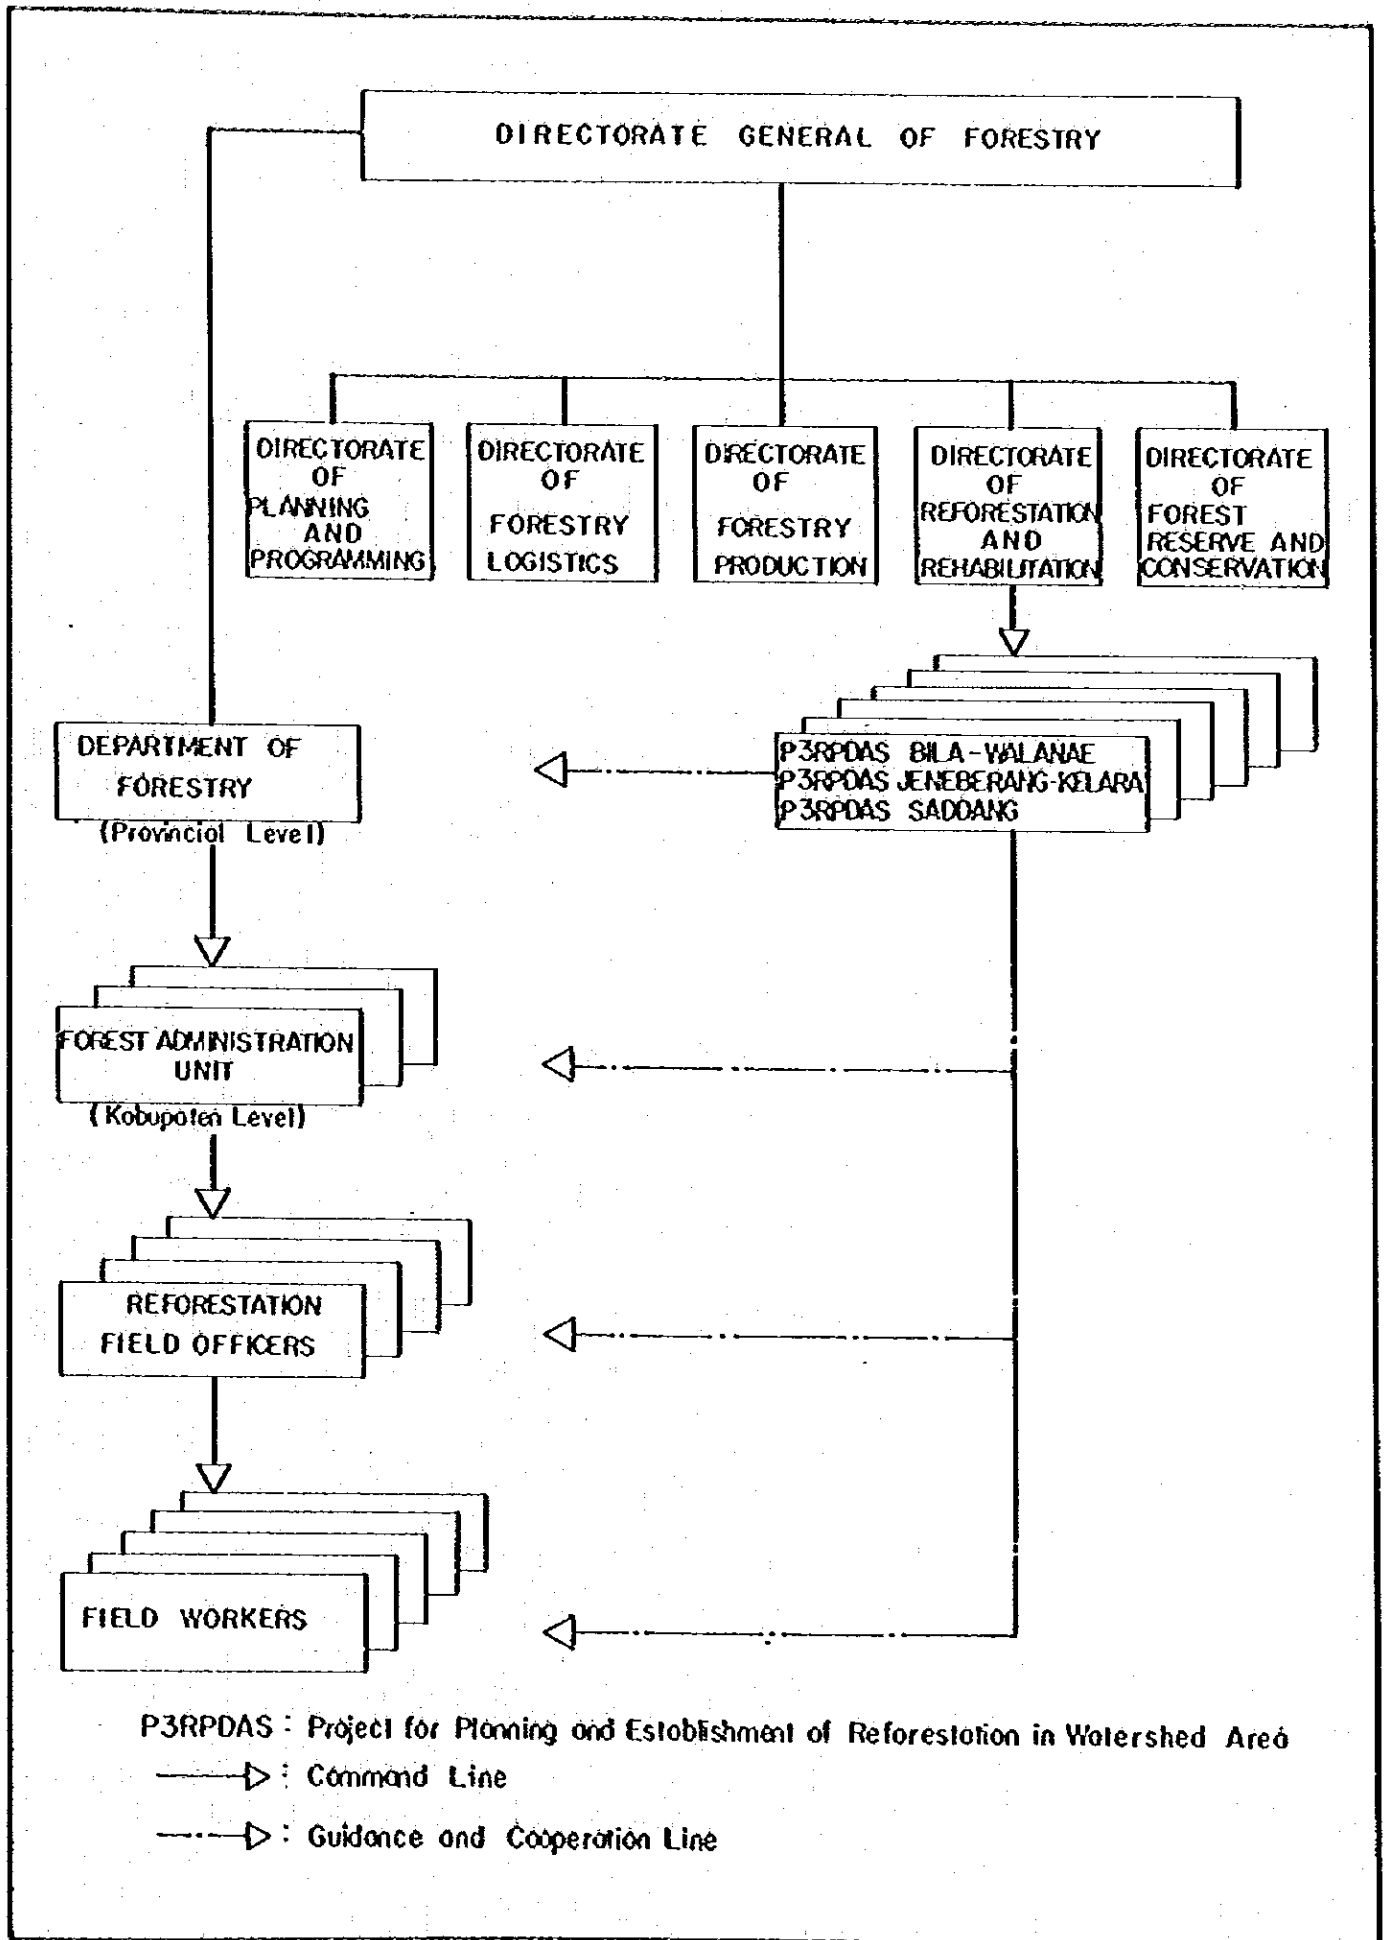 DIRECTORATE GENERAL OF FORESTRY
DIRECTORATE
OF
PLANNING
AND
PROGRAMMING
DIRECTORATE
OF
FORESTRY
LOGISTICS
DIRECTORATE
OF
FORESTRY
PRODUCTION
DIRECTORATE
OF
REFORESTATION
AND
REHABILITATION
DIRECTORATE
OF
FOREST
RESERVE AND
CONSERVATION
DEPARTMENT OF
FORESTRY
(Provincial Level)
P3RPDAS BILA-WALANAE
P3RPDAS JENEBERANG-KELARA
P3RPDAS SADDANG
FOREST ADMINISTRATION
UNIT
(Kabupaten Level)
REFORESTATION
FIELD OFFICERS
FIELD WORKERS
P3RPDAS : Project for Planning and Establishment of Reforestation in Watershed Area
: Command Line
: Guidance and Cooperation Line